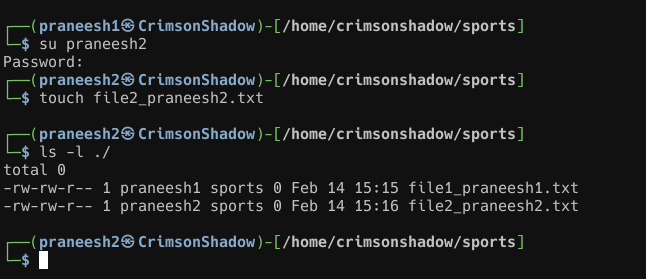 ┌──(praneesh1㉿CrimsonShadow)-[/home/crimsonshadow/sports]
└─$ su praneesh2
Password:
┌──(praneesh2㉿CrimsonShadow)-[/home/crimsonshadow/sports]
└─$ touch file2_praneesh2.txt
┌──(praneesh2㉿CrimsonShadow)-[/home/crimsonshadow/sports]
└─$ ls -l ./
total 0
-rw-rw-r-- 1 praneesh1 sports 0 Feb 14 15:15 file1_praneesh1.txt
-rw-rw-r-- 1 praneesh2 sports 0 Feb 14 15:16 file2_praneesh2.txt
┌──(praneesh2㉿CrimsonShadow)-[/home/crimsonshadow/sports]
└─$